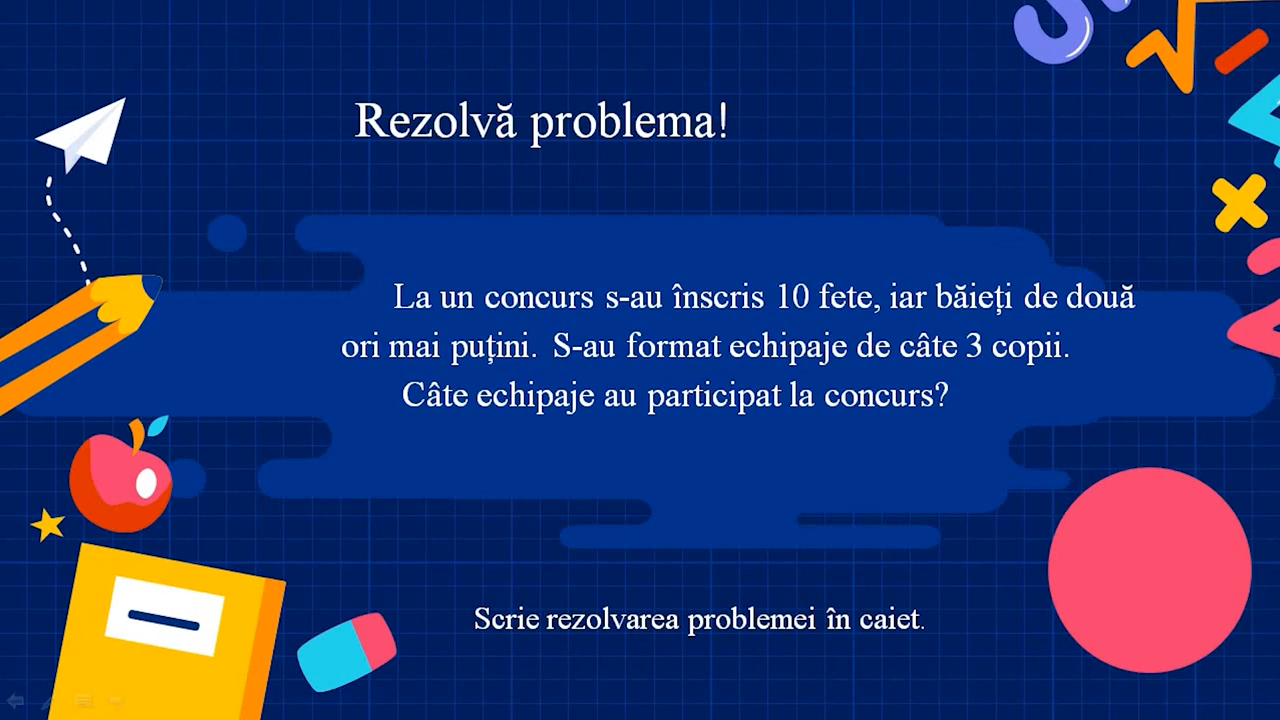 Rezolvă problema!
La un concurs s-au înscris 10 fete, iar băieți de două
ori mai puțini. S-au format echipaje de câte 3 copii.
Câte echipaje au participat la concurs?
Scrie rezolvarea problemei în caiet.